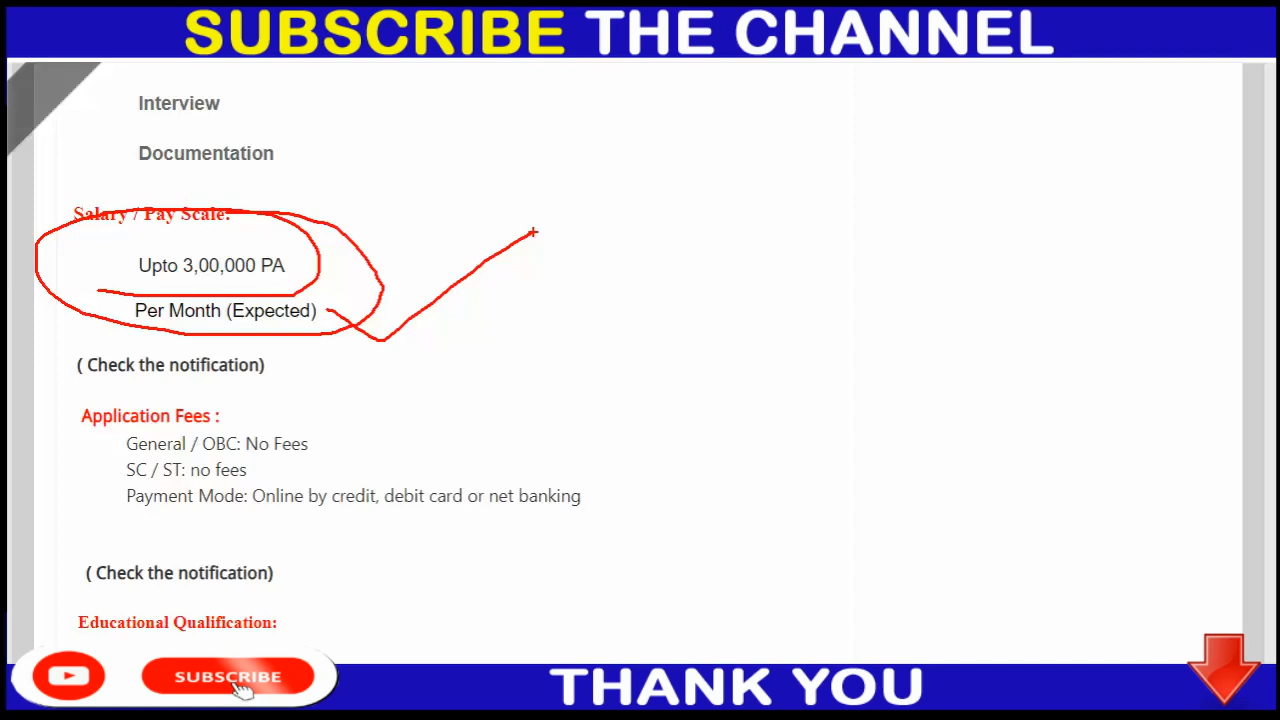 SUBSCRIBE THE CHANNEL
Interview
Documentation
Salary / Pay Scale:
Upto 3,00,000 PA
Per Month (Expected)
( Check the notification)
Application Fees :
General / OBC: No Fees
SC / ST: no fees
Payment Mode: Online by credit, debit card or net banking
( Check the notification)
Educational Qualification:
SUBSCRIBE
THANK YOU